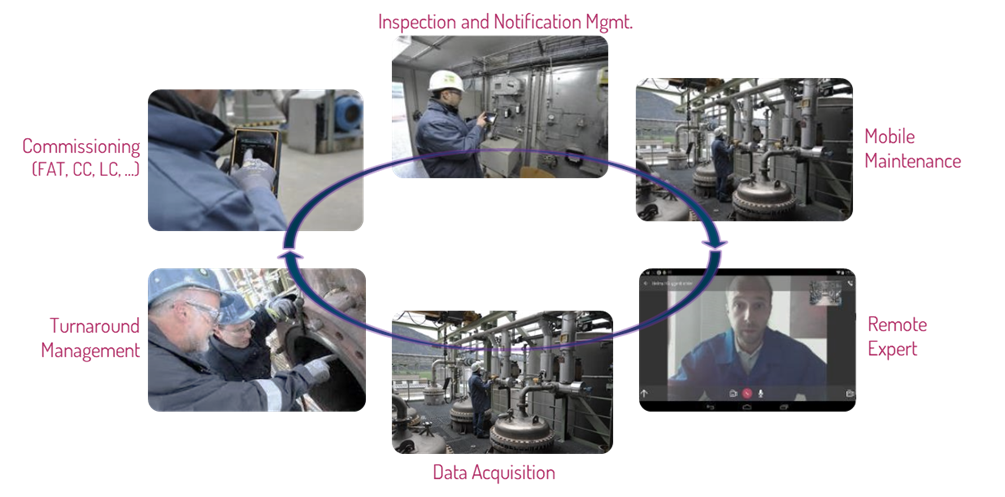 Inspection and Notification Mgmt.
Commissioning
(FAT, CC, LC, ...)
Mobile
Maintenance
Turnaround
Management
Remote
Expert
Data Acquisition